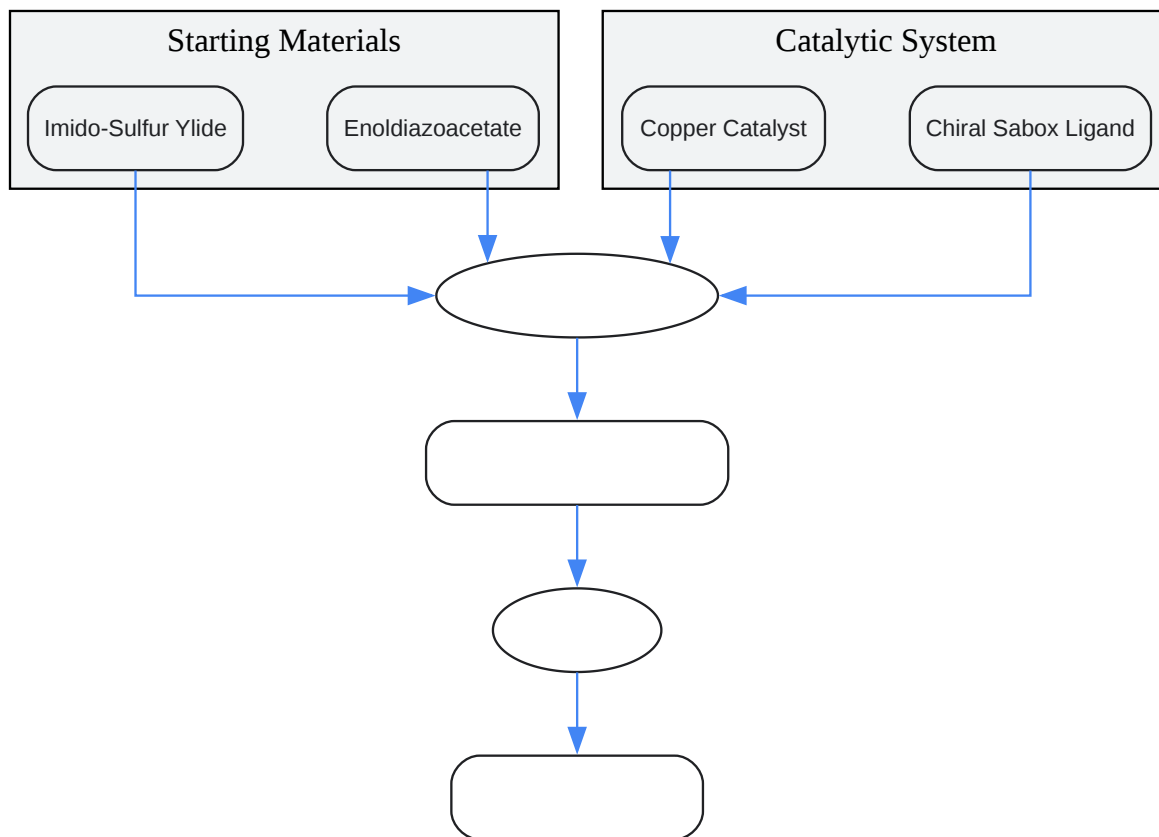 Starting Materials
Catalytic System
Imido-Sulfur Ylide
Enoldiazoacetate
Copper Catalyst
Chiral Sabox Ligand